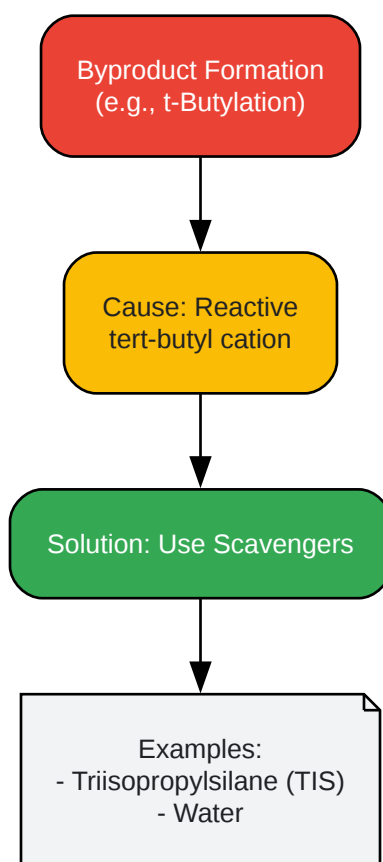 Byproduct Formation
(e.g., t-Butylation)
Cause: Reactive
tert-butyl cation
Solution: Use Scavengers
Examples:
- Triisopropylsilane (TIS)
- Water